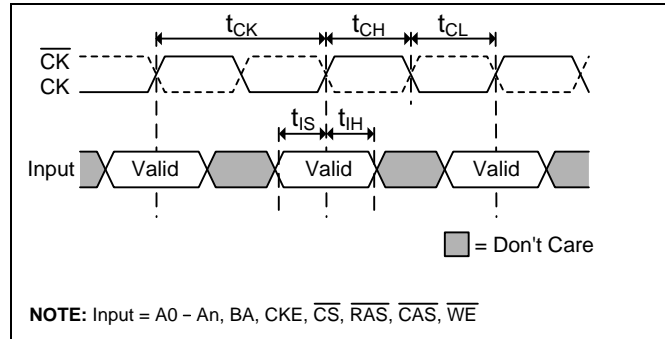 tCK tCH tCL
CK
CK
tIS tIH
Input Valid Valid Valid
= Don't Care
NOTE: Input = A0 – An, BA, CKE, CS, RAS, CAS, WE